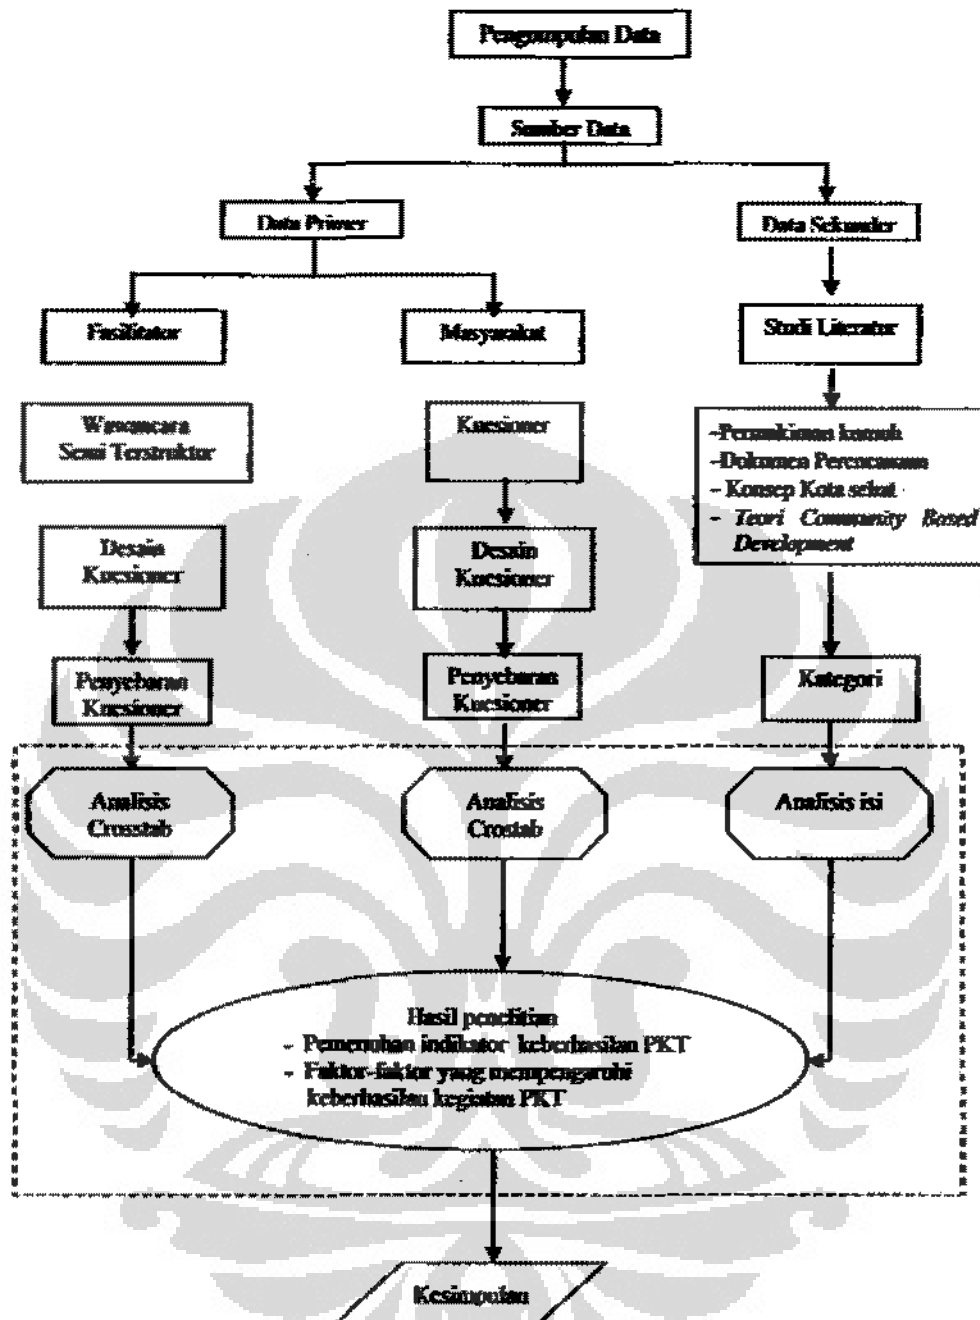 Pengumpulan Data
Sumber Data
Data Primer
Data Sekunder
Fasilitator
Masyarakat
Studi Literatur
Wawancara
Semi Terstruktur
Kuesioner
-Permukiman kumuh
-Dokumen Perencanaan
- Konsep Kota sehat
- Teori Community Based
Development
Desain
Kuesioner
Desain
Kuesioner
Penyebaran
Kuesioner
Penyebaran
Kuesioner
Kategori
Analisis
Crosstab
Analisis
Crostab
Analisis isi
Hasil penelitian
- Pemenuhan indikator keberhasilan PKT
- Faktor-faktor yang mempengaruhi
keberhasilan kegiatan PKT
Kesimpulan